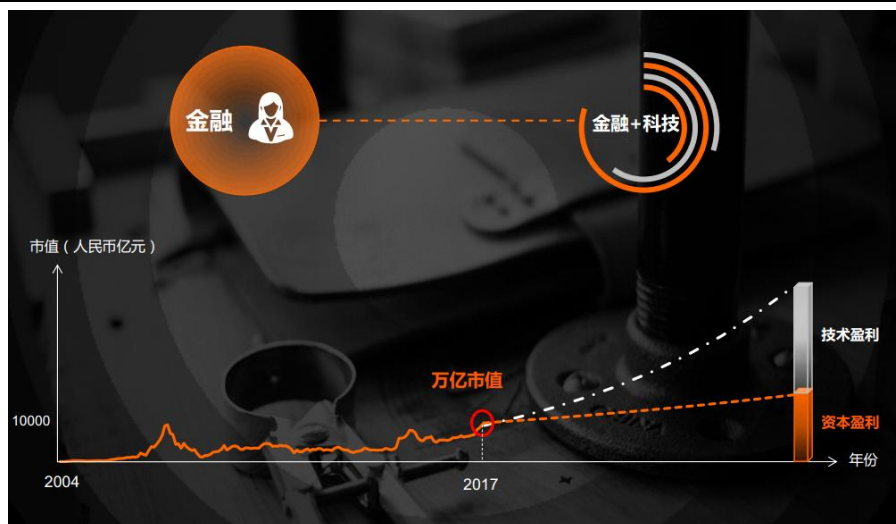 金融
金融+科技
市值（人民币亿元）
万亿市值
技术盈利
10000
资本盈利
年份
2004
2017